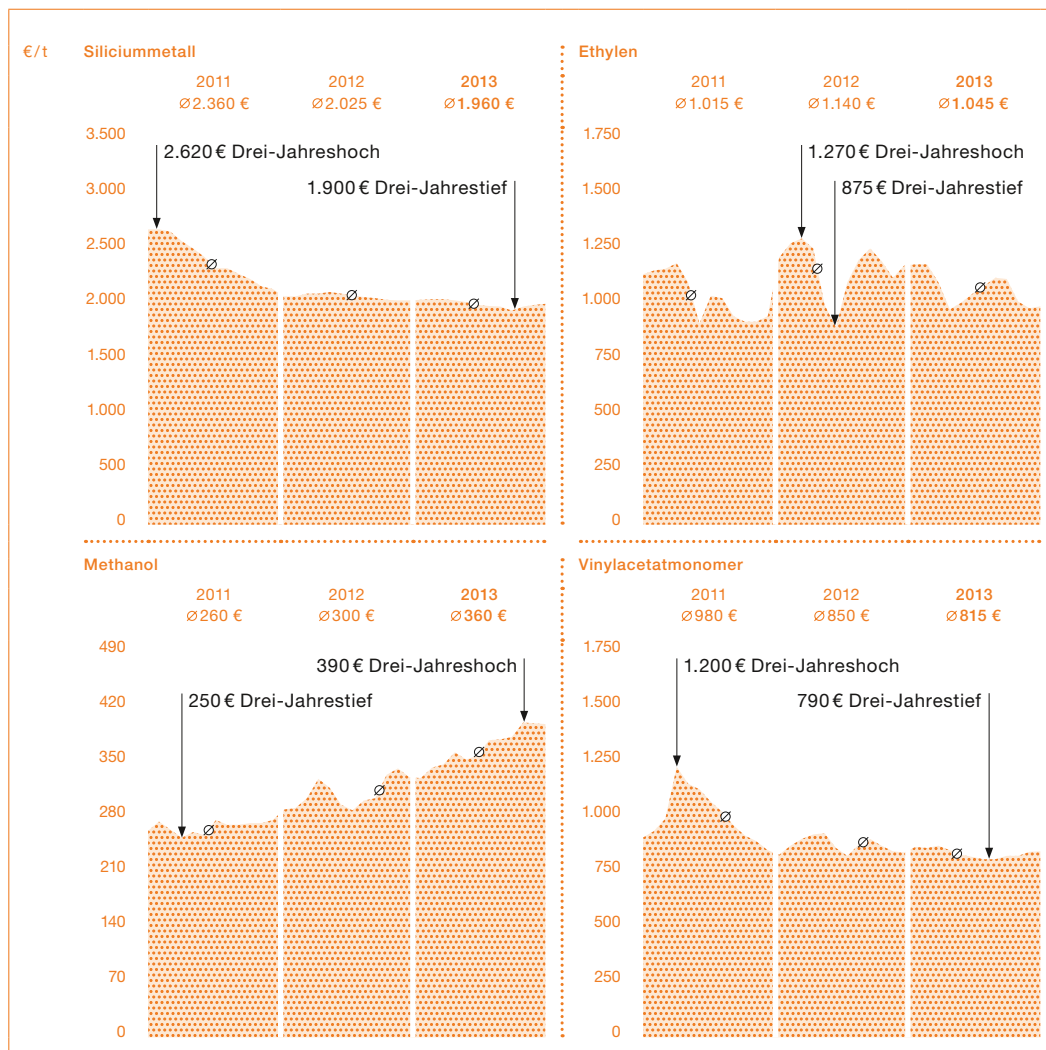 €/t
Siliciummetall
2011 2012 2013
Ø 2.360 € Ø 2.025 € Ø 1.960 €
3.500
2.620 € Drei-Jahreshoch
3.000
1.900 € Drei-Jahrestief
2.500
2.000
1.500
1.000
500
0
Ethylen
2011 2012 2013
Ø 1.015 € Ø 1.140 € Ø 1.045 €
1.750
1.270 € Drei-Jahreshoch
1.500
875 € Drei-Jahrestief
1.250
1.000
750
500
250
0
Methanol
2011 2012 2013
Ø 260 € Ø 300 € Ø 360 €
490
390 € Drei-Jahreshoch
420
250 € Drei-Jahrestief
350
280
210
140
70
0
Vinylacetatmonomer
2011 2012 2013
Ø 980 € Ø 850 € Ø 815 €
1.750
1.200 € Drei-Jahreshoch
1.500
790 € Drei-Jahrestief
1.250
1.000
750
500
250
0